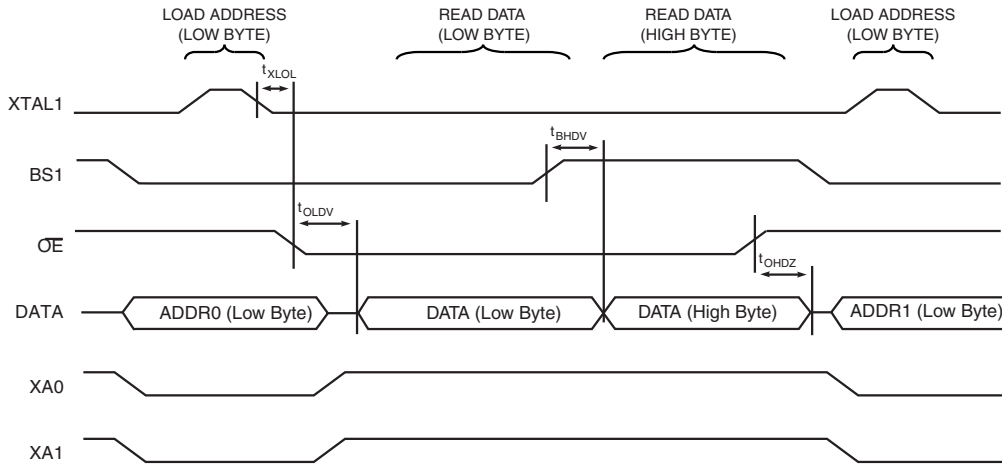 LOAD ADDRESS
(LOW BYTE)
READ DATA
(LOW BYTE)
READ DATA
(HIGH BYTE)
LOAD ADDRESS
(LOW BYTE)
tXLOL
XTAL1
tBHDV
BS1
tOLDV
OE
tOHDZ
DATA
ADDR0 (Low Byte)
DATA (Low Byte)
DATA (High Byte)
ADDR1 (Low Byte)
XA0
XA1